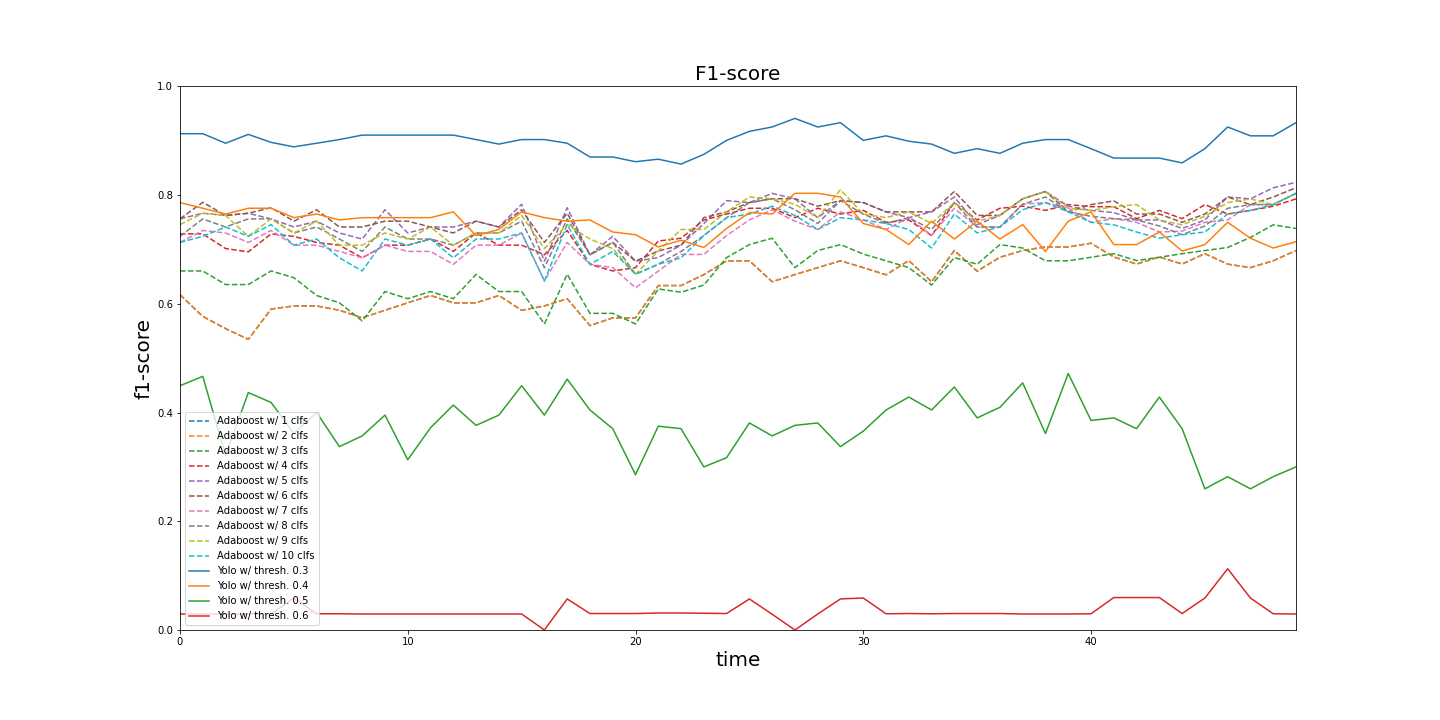 F1-score
1.0
0.8
0.6
0.4
0.2
0.0
f1-score
Adaboost w/ 1 clfs
Adaboost w/ 2 clfs
Adaboost w/ 3 clfs
Adaboost w/ 4 clfs
Adaboost w/ 5 clfs
Adaboost w/ 6 clfs
Adaboost w/ 7 clfs
Adaboost w/ 8 clfs
Adaboost w/ 9 clfs
Adaboost w/ 10 clfs
Yolo w/ thresh. 0.3
Yolo w/ thresh. 0.4
Yolo w/ thresh. 0.5
Yolo w/ thresh. 0.6
0 10 20 30 40
time